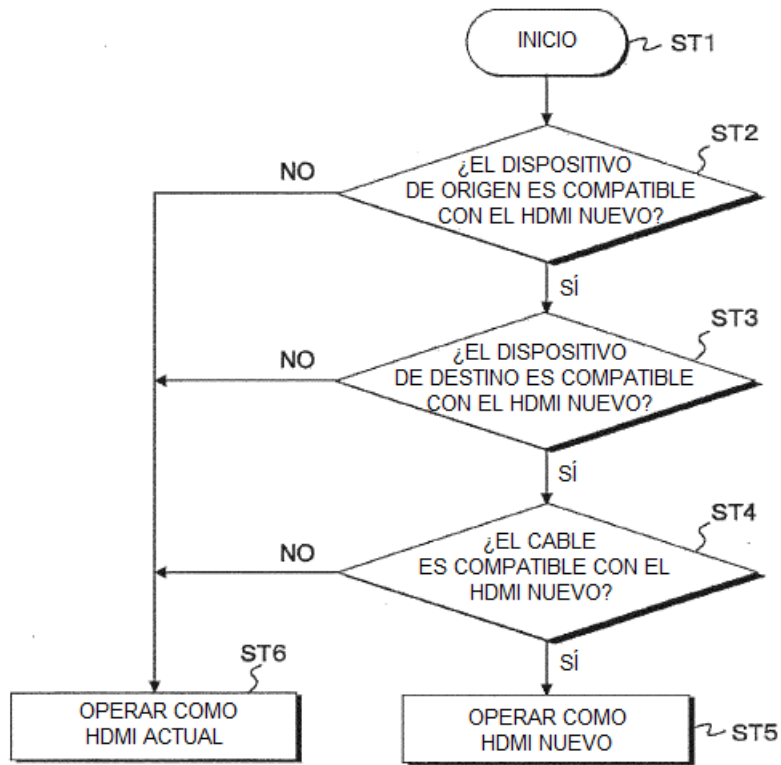 INICIO
ST1
ST2
NO
¿EL DISPOSITIVO
DE ORIGEN ES COMPATIBLE
CON EL HDMI NUEVO?
SÍ
ST3
NO
¿EL DISPOSITIVO
DE DESTINO ES COMPATIBLE
CON EL HDMI NUEVO?
SÍ
ST4
NO
¿EL CABLE
ES COMPATIBLE CON EL
HDMI NUEVO?
SÍ
ST6
OPERAR COMO
HDMI ACTUAL
OPERAR COMO
HDMI NUEVO
ST5